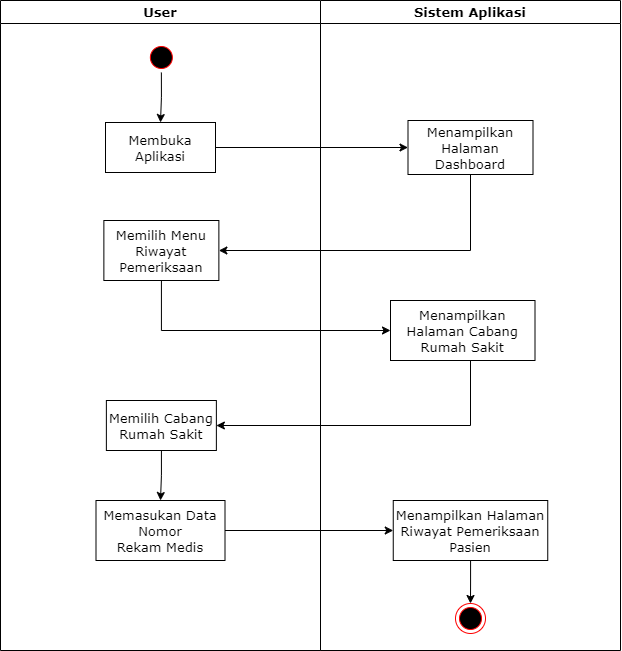 User
Sistem Aplikasi
Membuka
Aplikasi
Menampilkan
Halaman
Dashboard
Memilih Menu
Riwayat
Pemeriksaan
Menampilkan
Halaman Cabang
Rumah Sakit
Memilih Cabang
Rumah Sakit
Memasukan Data
Nomor
Rekam Medis
Menampilkan Halaman
Riwayat Pemeriksaan
Pasien